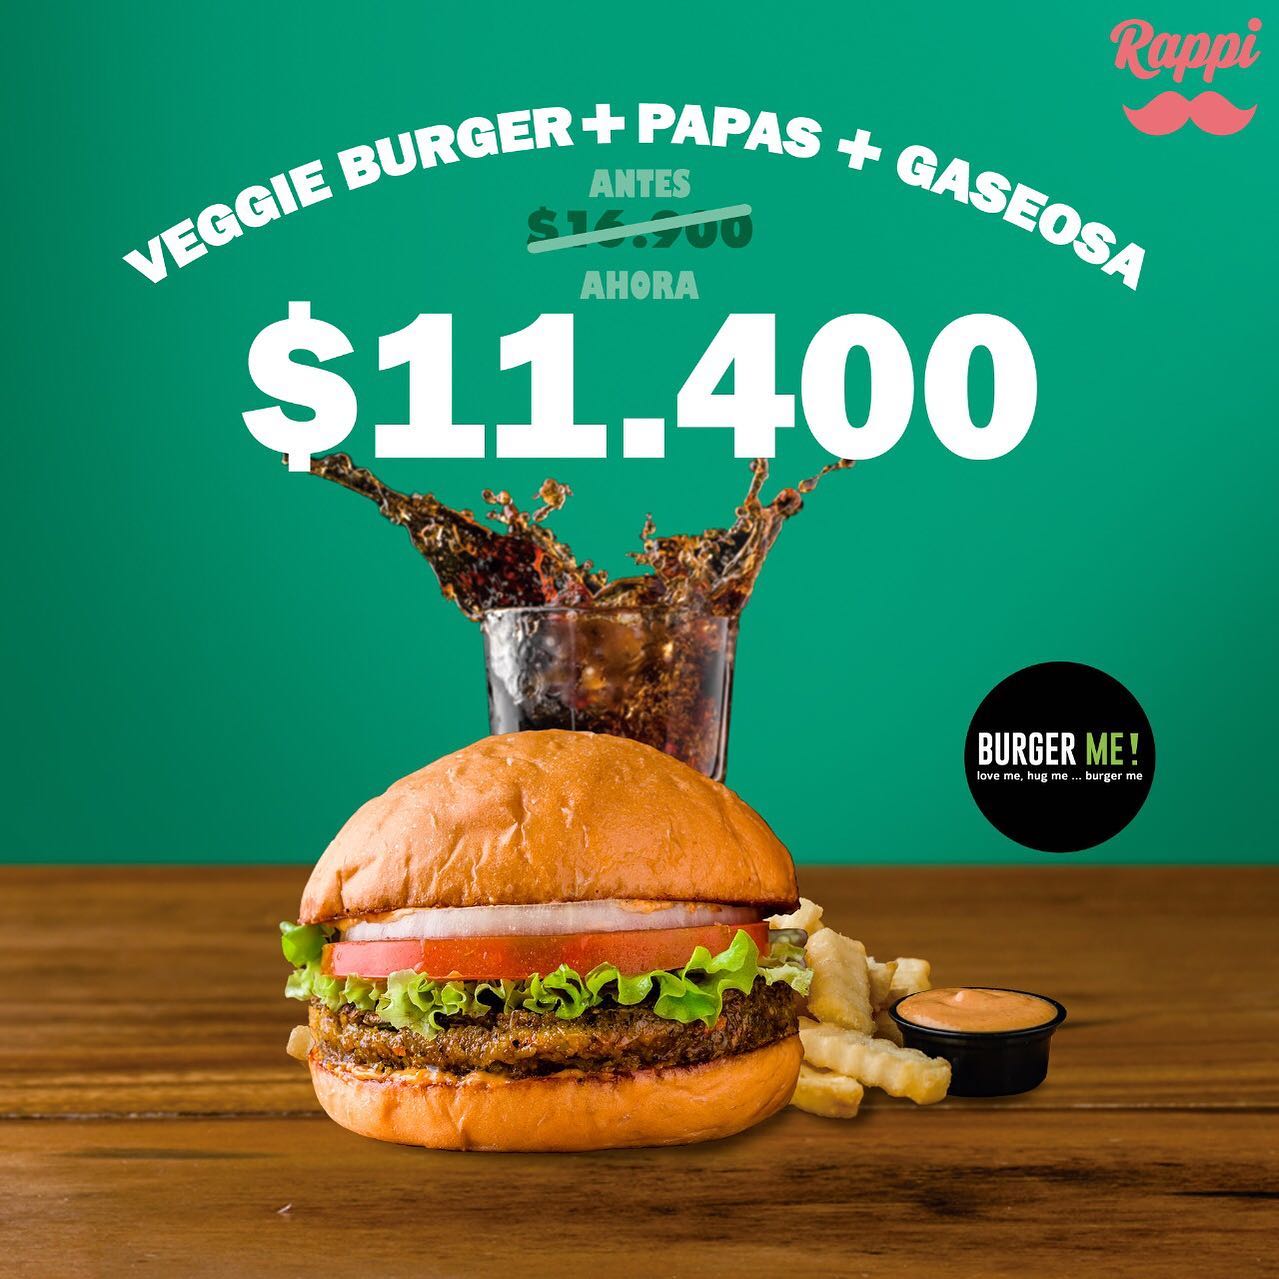 Rappi
VEGGIE BURGER + PAPAS + GASEOSA
ANTES
$16.900
AHORA
$11.400
BURGER ME!
love me, hug me ... burger me